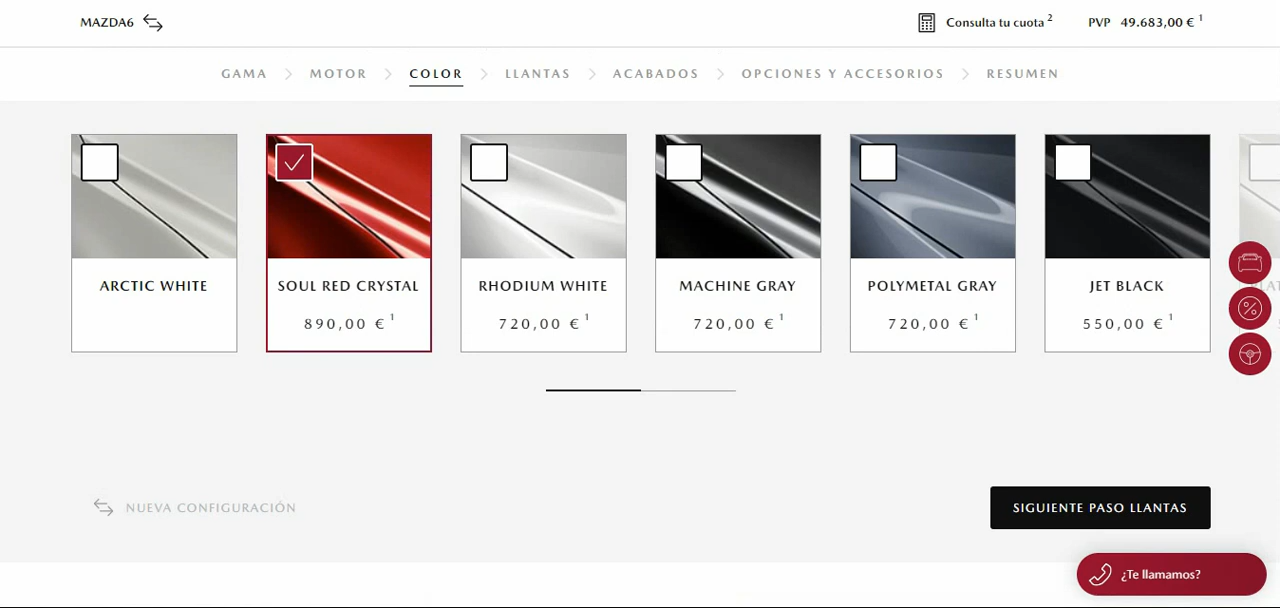 MAZDA6
Consulta tu cuota 2
PVP 49.683,00 € 1
GAMA
MOTOR
COLOR
LLANTAS
ACABADOS
OPCIONES Y ACCESORIOS
RESUMEN
ARCTIC WHITE
SOUL RED CRYSTAL
890,00 € 1
RHODIUM WHITE
720,00 € 1
MACHINE GRAY
720,00 € 1
POLYMETAL GRAY
720,00 € 1
JET BLACK
550,00 € 1
NUEVA CONFIGURACIÓN
SIGUIENTE PASO LLANTAS
¿Te llamamos?